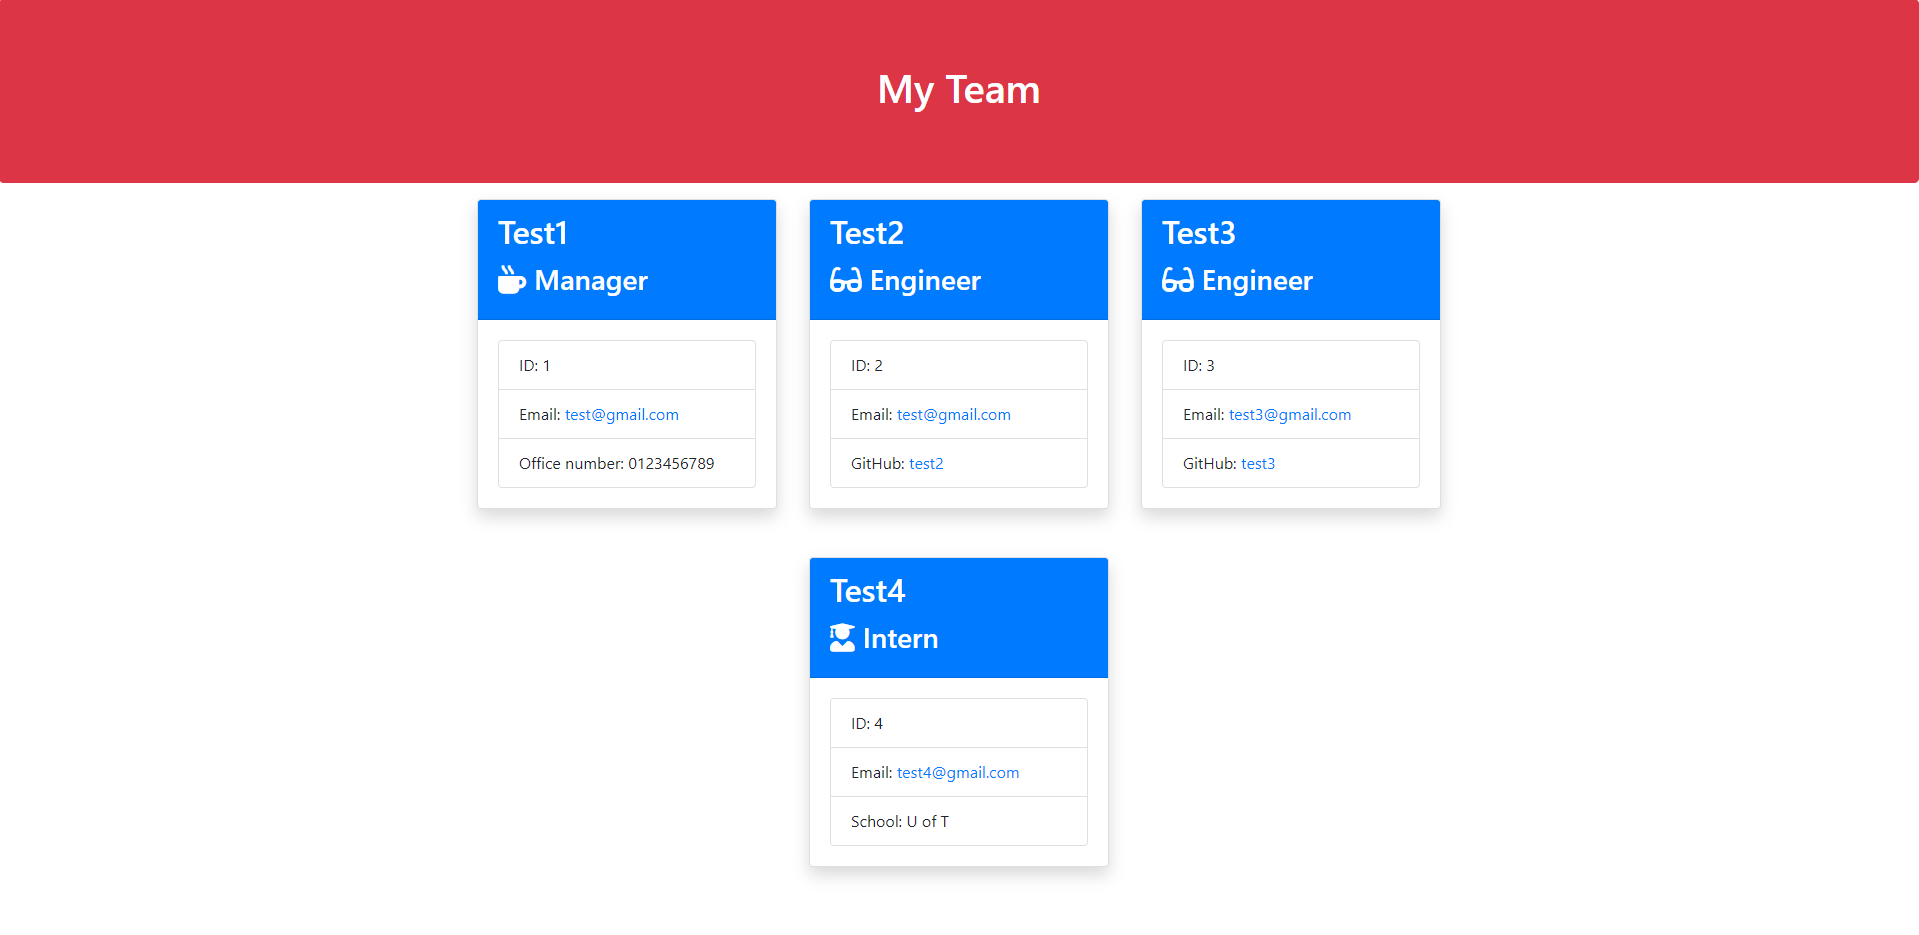 My Team
Test1
Manager
ID: 1
Email: test@gmail.com
Office number: 0123456789
Test2
Engineer
ID: 2
Email: test@gmail.com
GitHub: test2
Test3
Engineer
ID: 3
Email: test3@gmail.com
GitHub: test3
Test4
Intern
ID: 4
Email: test4@gmail.com
School: U of T